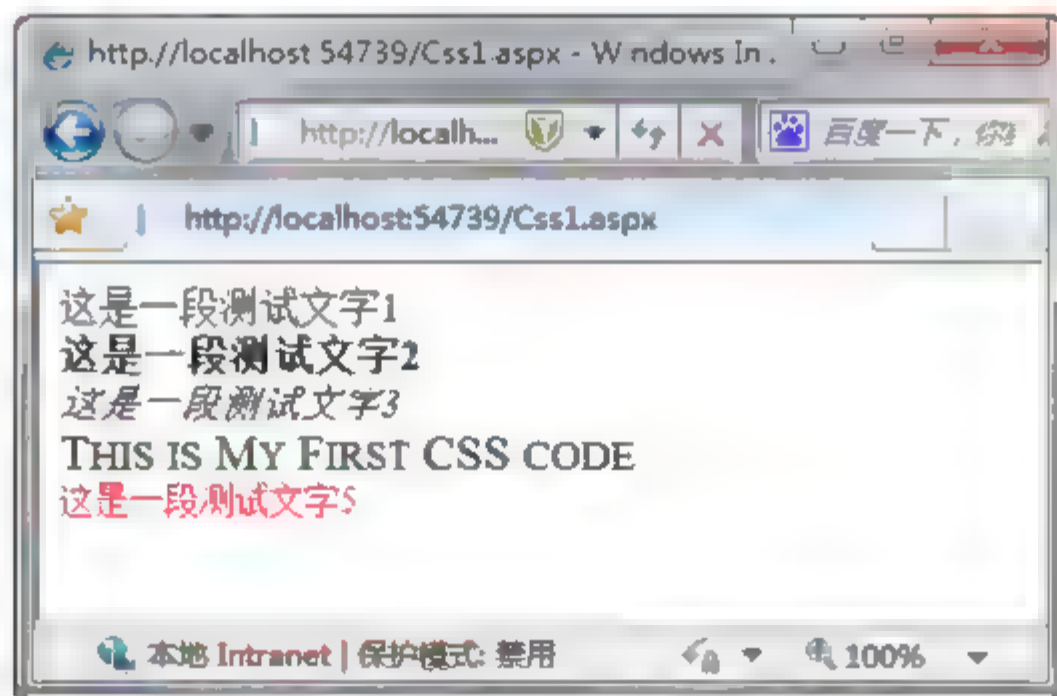 http://localhost 54739/Css1.aspx - Windows In .
http://localh...
百度一下，你
http://localhost:54739/Css1.aspx
这是一段测试文字1
这是一段测试文字2
这是一段测试文字3
THIS IS MY FIRST CSS CODE
这是一段测试文字5
本地 Intranet | 保护模式: 禁用
100%